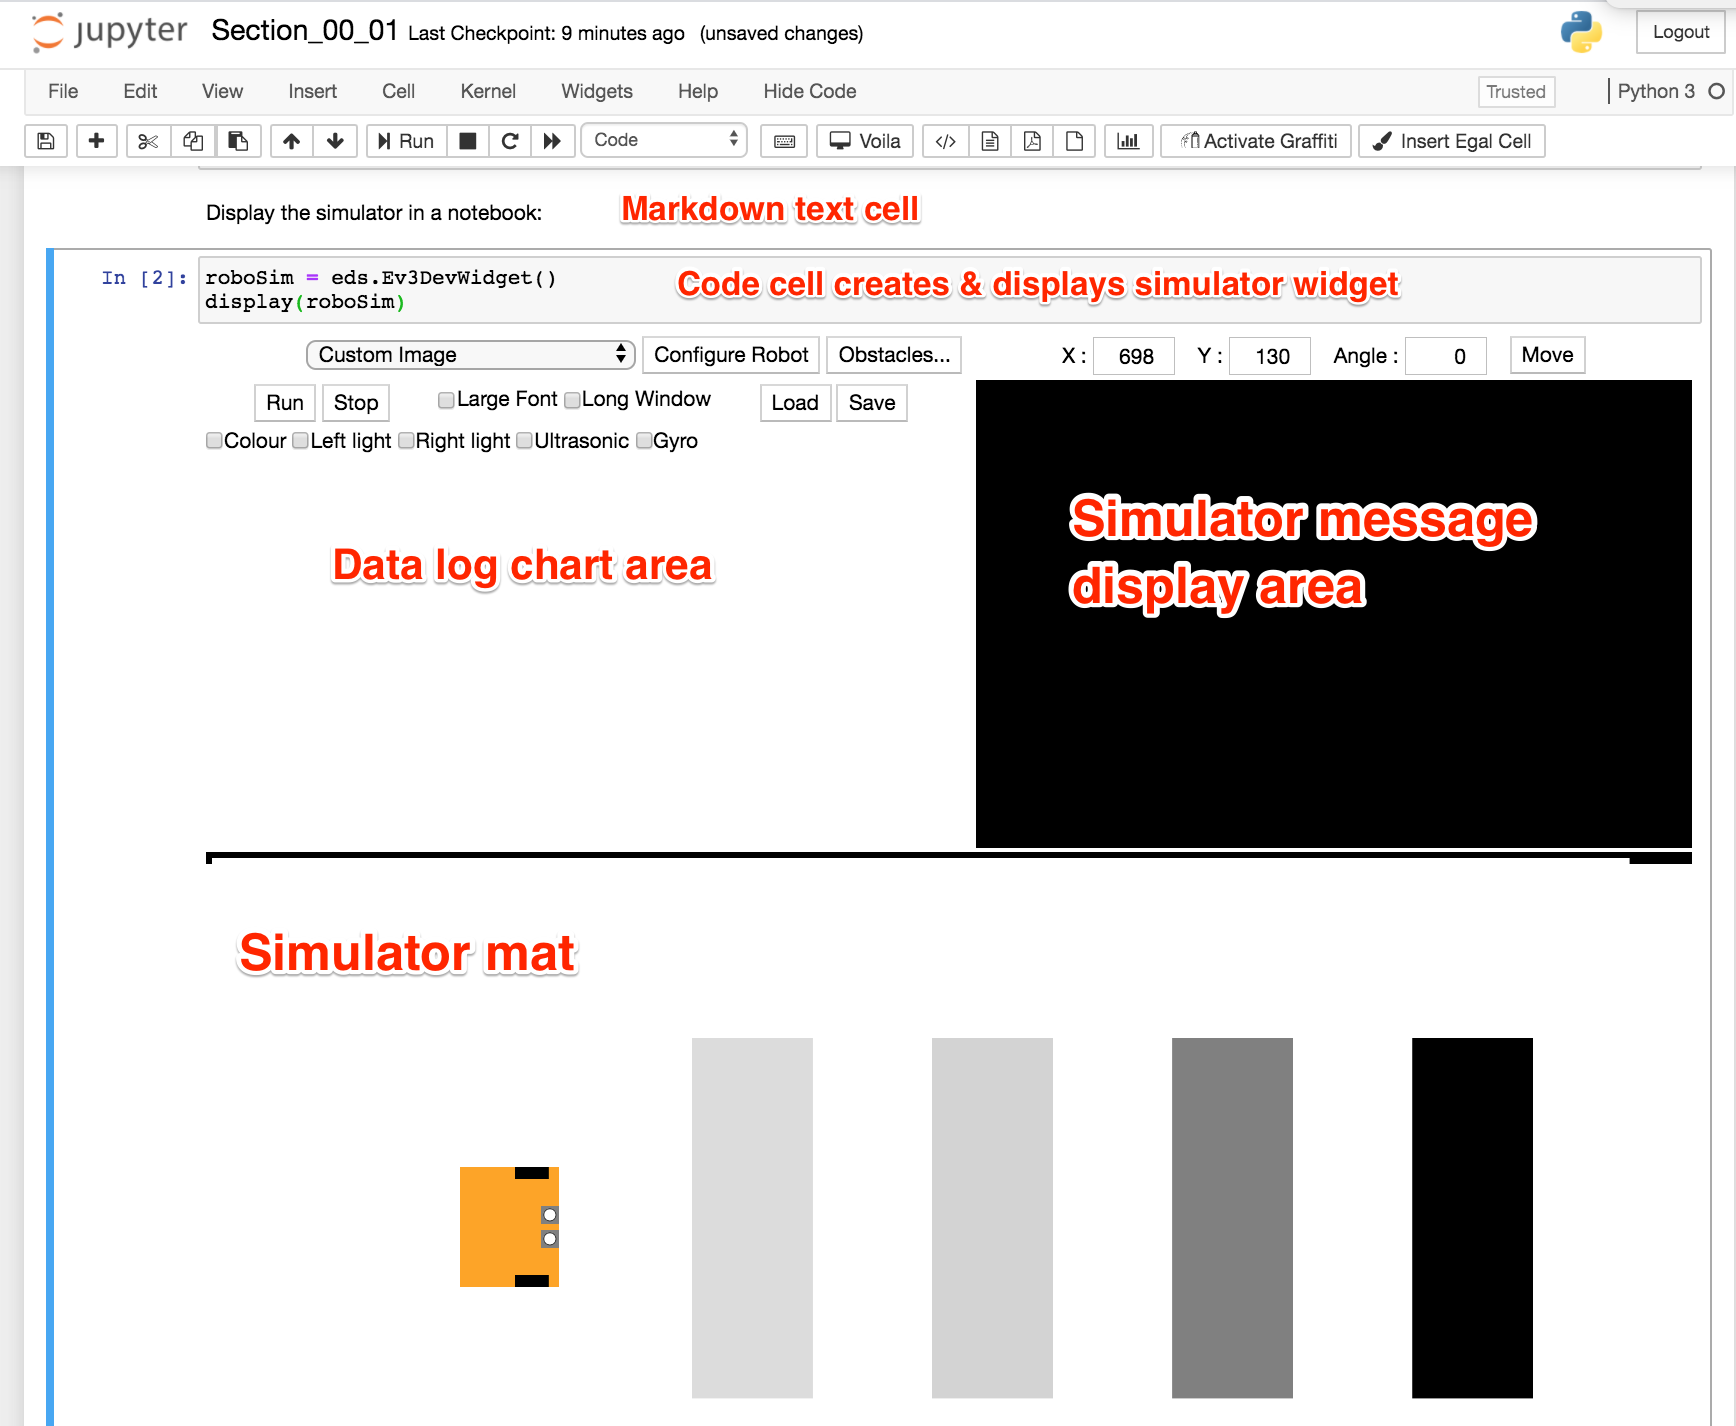 jupyter Section_00_01 Last Checkpoint: 9 minutes ago (unsaved changes) Logout
File Edit View Insert Cell Kernel Widgets Help Hide Code Trusted Python 3
Run Code Voila </> Activate Graffiti Insert Egal Cell
Display the simulator in a notebook: Markdown text cell
In [2]: roboSim = eds.Ev3DevWidget()
display(roboSim)
Code cell creates & displays simulator widget
Custom Image Configure Robot Obstacles... X : 698 Y : 130 Angle : 0 Move
Run Stop Large Font Long Window Load Save
Colour Left light Right light Ultrasonic Gyro
Data log chart area
Simulator message
display area
Simulator mat